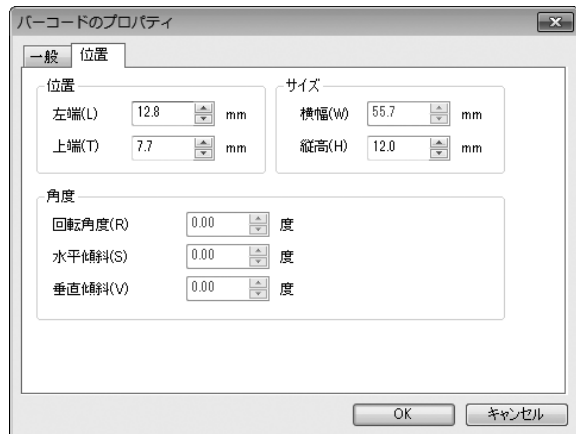 バーコードのプロパティ
一般 位置
位置
左端(L) 12.8 mm
上端(T) 7.7 mm
サイズ
横幅(W) 55.7 mm
縦高(H) 12.0 mm
角度
回転角度(R) 0.00 度
水平傾斜(S) 0.00 度
垂直傾斜(V) 0.00 度
OK キャンセル